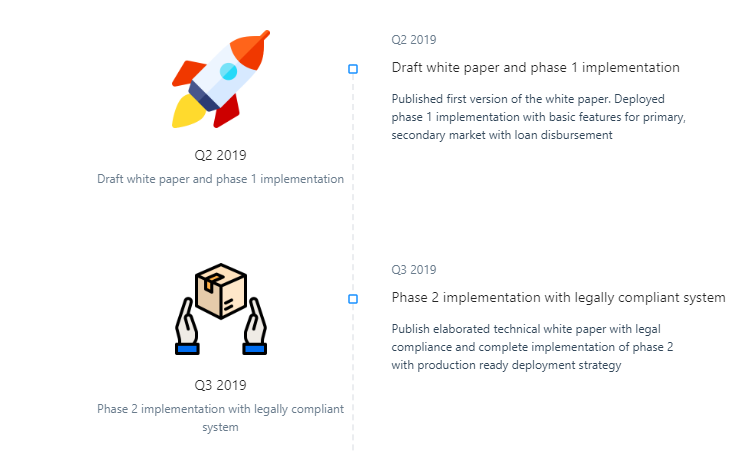 Q2 2019
Draft white paper and phase 1 implementation
Q2 2019
Draft white paper and phase 1 implementation
Published first version of the white paper. Deployed
phase 1 implementation with basic features for primary,
secondary market with loan disbursement
Q3 2019
Phase 2 implementation with legally compliant
system
Q3 2019
Phase 2 implementation with legally compliant system
Publish elaborated technical white paper with legal
compliance and complete implementation of phase 2
with production ready deployment strategy